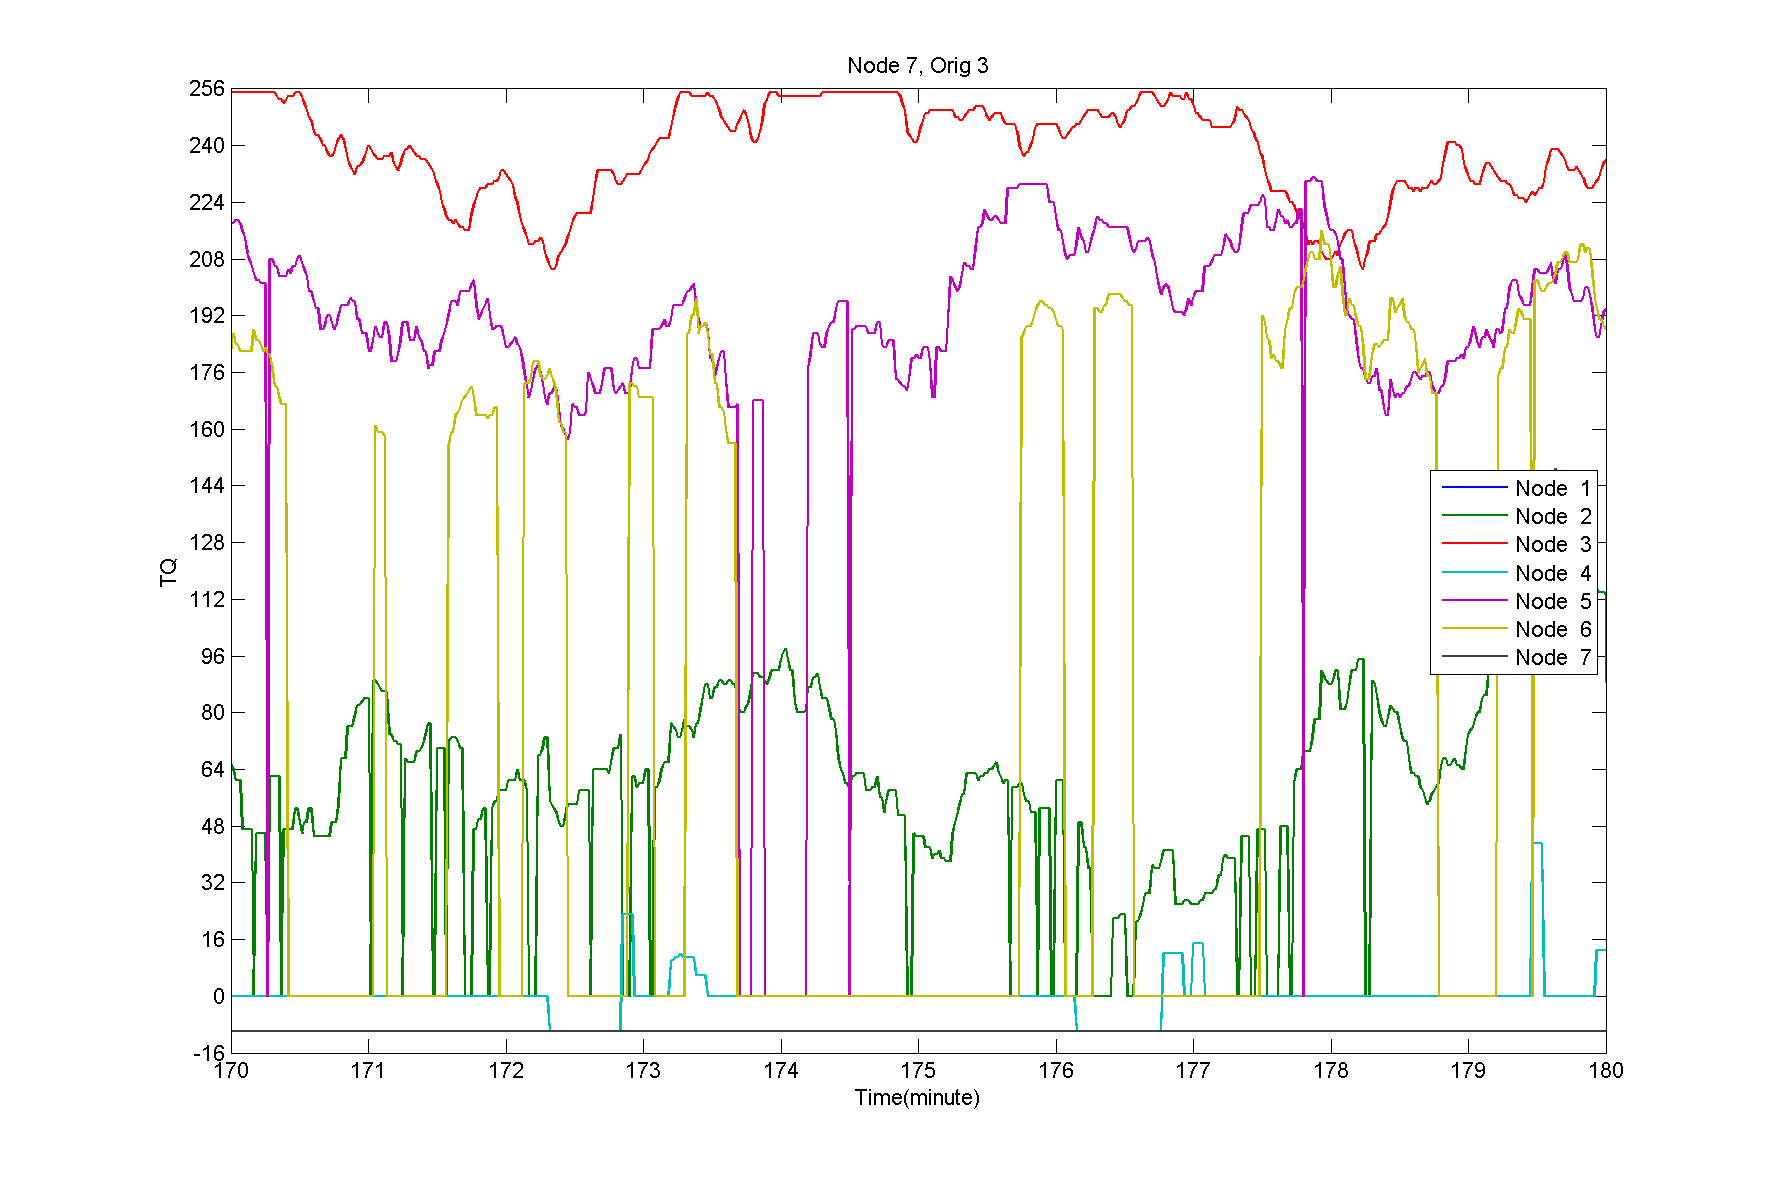 Node 7, Orig 3
256
240
224
208
192
176
160
144
128
112
96
80
64
48
32
16
0
-16
TQ
170 171 172 173 174 175 176 177 178 179 180
Time(minute)
Node 1
Node 2
Node 3
Node 4
Node 5
Node 6
Node 7